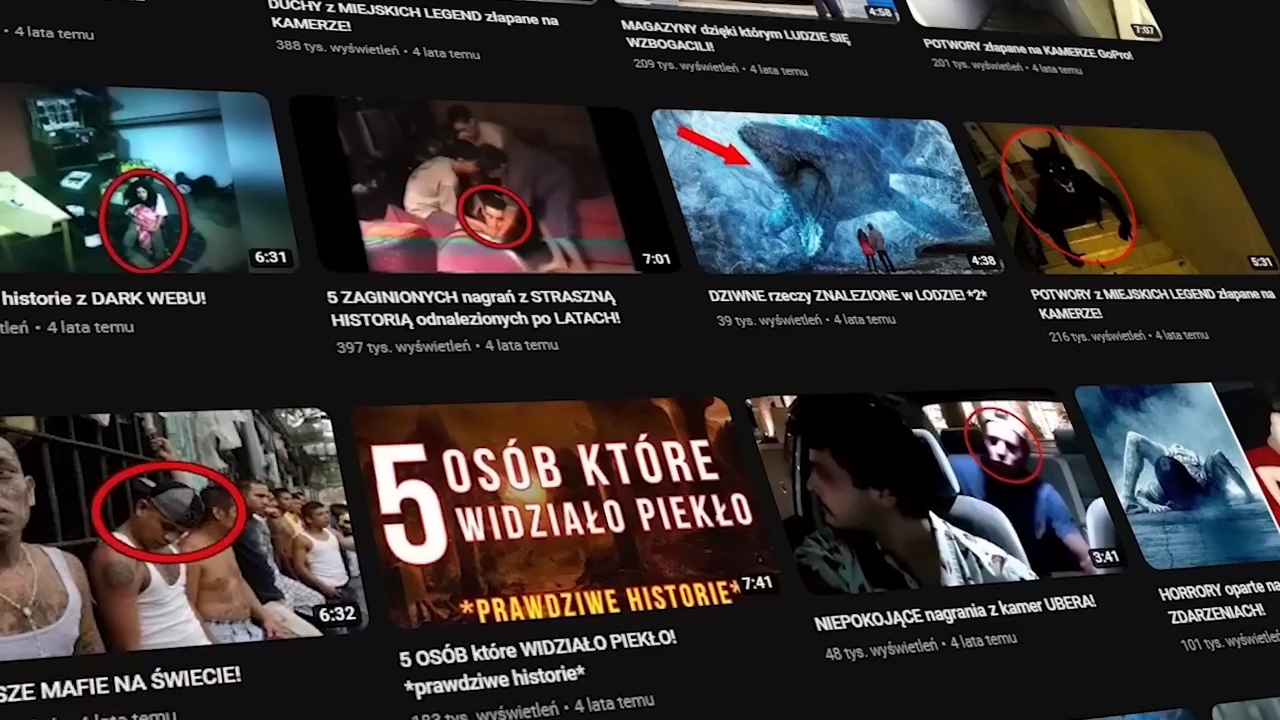 • 4 lata temu
DUCHY z MIEJSKICH LEGEND złapane na
KAMERZE!
388 tys. wyświetleń • 4 lata temu
4:58
MAGAZYNY dzięki którym LUDZIE SIĘ
WZBOGACILI!
209 tys. wyświetleń • 4 lata temu
7:07
POTWORY złapane na KAMERZE GoPro!
201 tys. wyświetleń • 4 lata temu
6:31
historie z DARK WEBU!
tleń • 4 lata temu
7:01
5 ZAGINIONYCH nagrań z STRASZNĄ
HISTORIĄ odnalezionych po LATACH!
397 tys. wyświetleń • 4 lata temu
4:38
DZIWNE rzeczy ZNALEZIONE w LODZIE! *2*
39 tys. wyświetleń • 4 lata temu
5:31
POTWORY z MIEJSKICH LEGEND złapane na
KAMERZE!
216 tys. wyświetleń • 4 lata temu
6:32
SZE MAFIE NA ŚWIECIE!
4 lata temu
5 OSÓB KTÓRE
WIDZIAŁO PIEKŁO
*PRAWDZIWE HISTORIE*
7:41
5 OSÓB które WIDZIAŁO PIEKŁO!
*prawdziwe historie*
tys. wyświetleń • 4 lata temu
3:41
NIEPOKOJĄCE nagrania z kamer UBERA!
48 tys. wyświetleń • 4 lata temu
HORRORY oparte na
ZDARZENIACH!
101 tys. wyświetleń